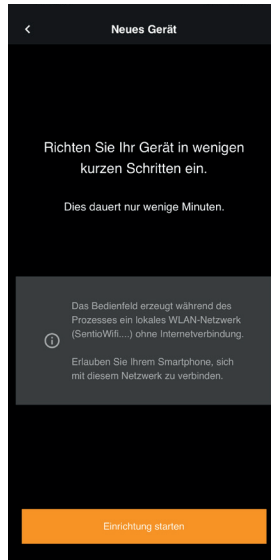 Neues Gerät
Richten Sie Ihr Gerät in wenigen
kurzen Schritten ein.
Dies dauert nur wenige Minuten.
Das Bedienfeld erzeugt während des
Prozesses ein lokales WLAN-Netzwerk
(SentioWifi....) ohne Internetverbindung.
Erlauben Sie Ihrem Smartphone, sich
mit diesem Netzwerk zu verbinden.
Einrichtung starten